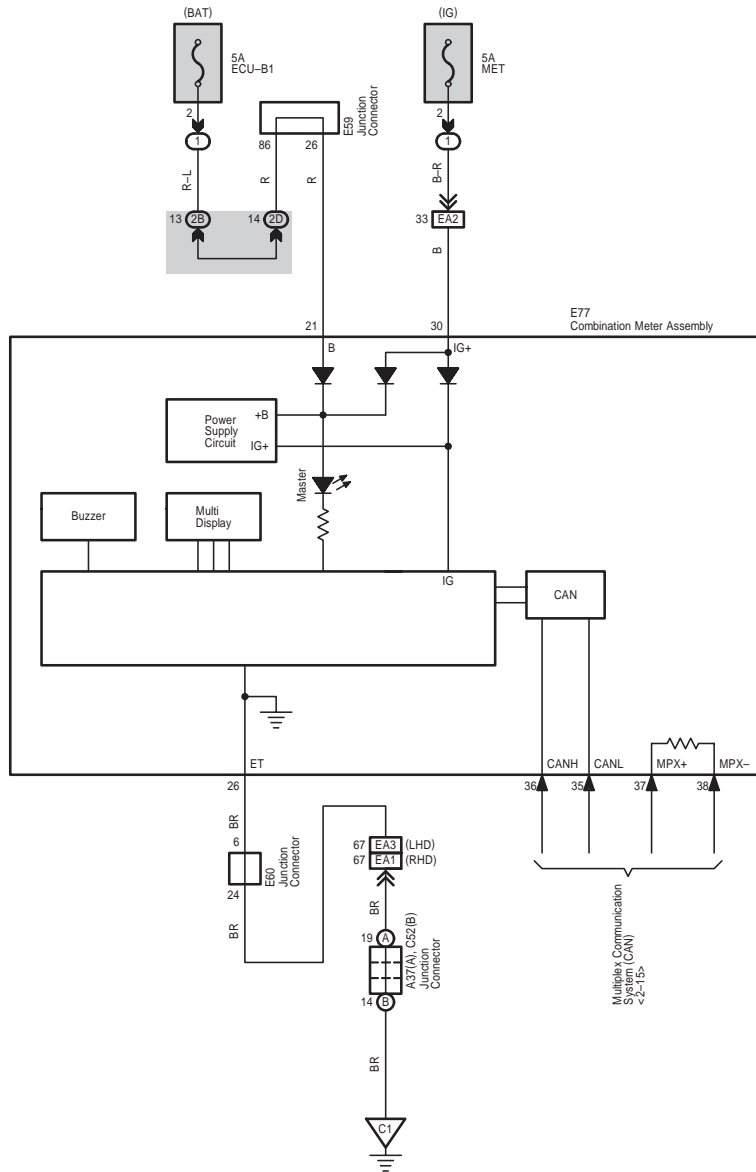 (BAT)
(IG)
5A
ECU–B1
5A
MET
2
2
1
1
E59
Junction
Connector
86
26
R–L
R
R
B–R
13
2B
14
2D
33
EA2
B
E77
Combination Meter Assembly
21
30
B
IG+
Power
Supply
Circuit
+B
IG+
Master
Buzzer
Multi
Display
IG
CAN
ET
CANH
CANL
MPX+
MPX–
26
36
35
37
38
BR
6
E60
Junction
Connector
24
BR
67
EA3
(LHD)
67
EA1
(RHD)
BR
19
A
A37(A), C52(B)
Junction
Connector
14
B
BR
C1
Multiplex Communication
System (CAN)
<2–15>